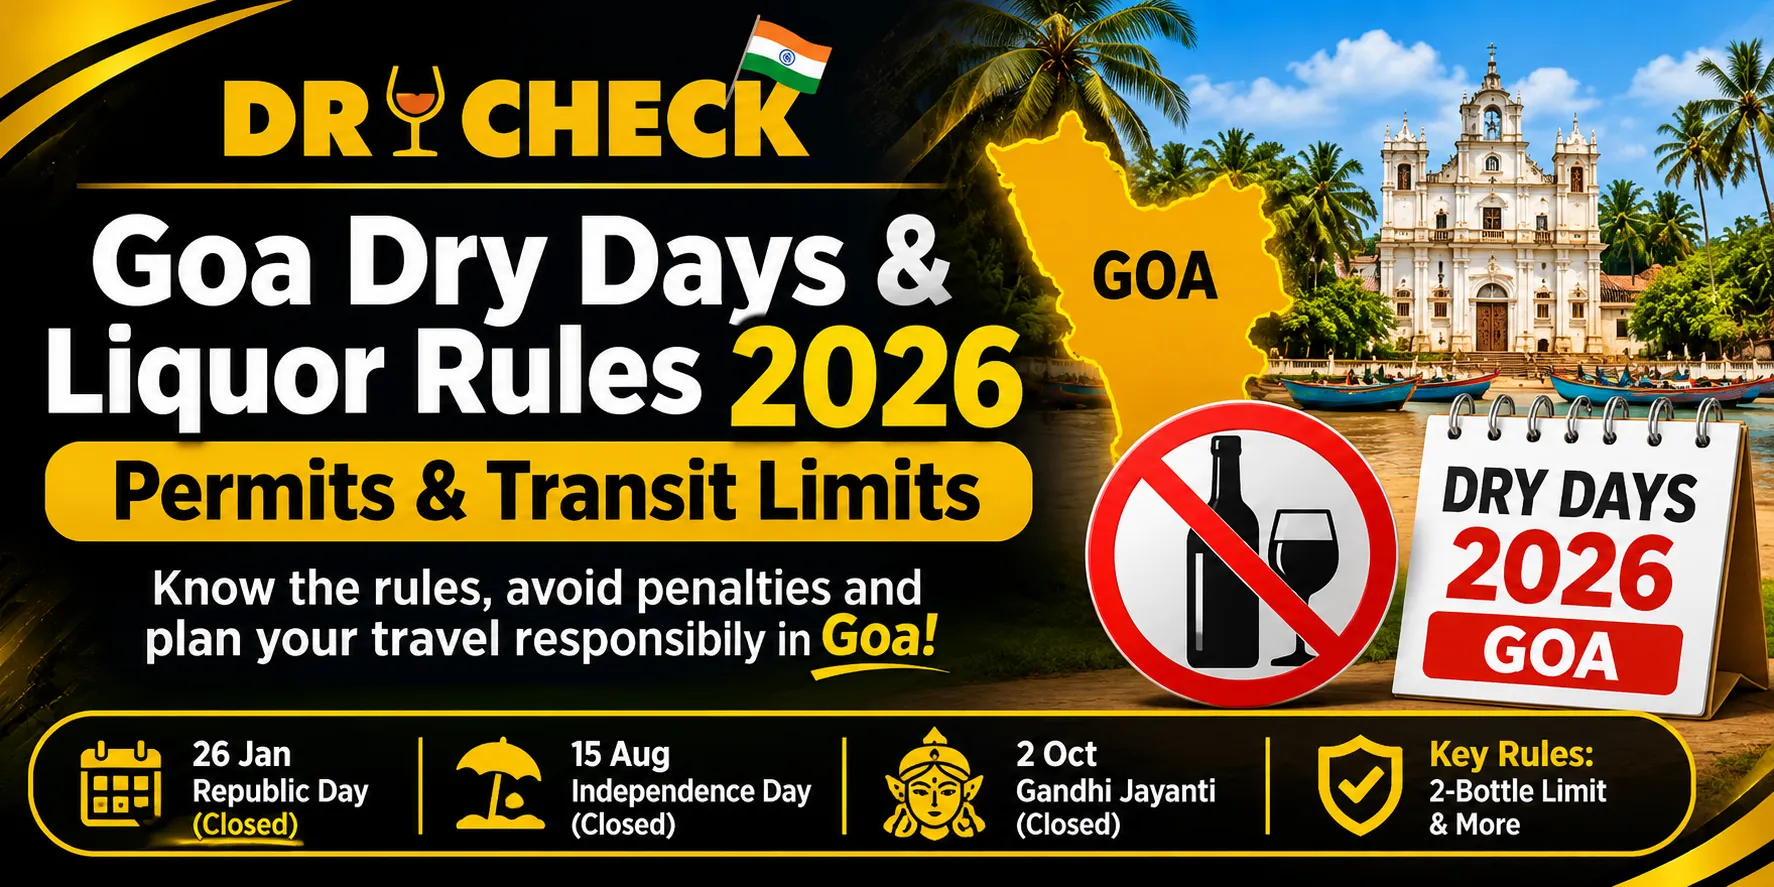 DRYCHECK
Goa Dry Days &
Liquor Rules 2026
Permits & Transit Limits
Know the rules, avoid penalties and
plan your travel responsibily in Goa!
GOA
DRY DAYS
2026
GOA
26 Jan
Republic Day
(Closed)
15 Aug
Independence Day
(Closed)
2 Oct
Gandhi Jayanti
(Closed)
Key Rules:
2-Bottle Limit
& More